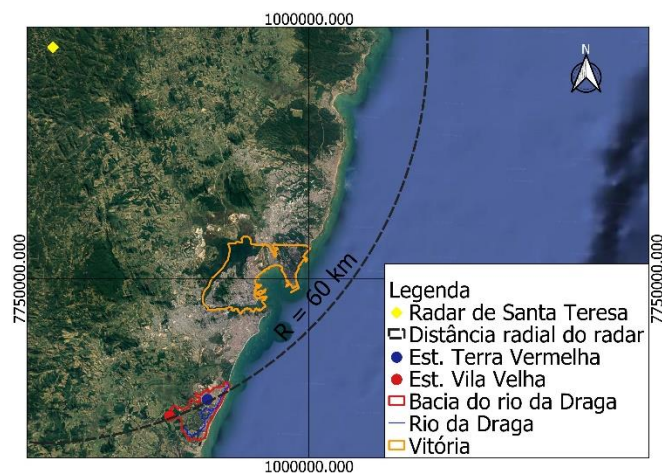 1000000.000
N
7750000.000
7750000.000
R = 60 km
Legenda
Radar de Santa Teresa
Distância radial do radar
Est. Terra Vermelha
Est. Vila Velha
Bacia do rio da Draga
Rio da Draga
Vitória
1000000.000